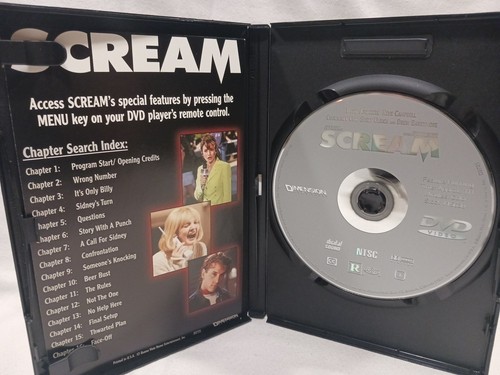 SCREAM
Access SCREAM's special features by pressing the
MENU key on your DVD player's remote control.
Chapter Search Index:
Chapter 1: Program Start/ Opening Credits
Chapter 2: Wrong Number
Chapter 3: It's Only Billy
Chapter 4: Sidney's Turn
hapter 5: Questions
Chapter 6: Story With A Punch
Chapter 7: A Call For Sidney
Chapter 8: Confrontation
Chapter 9: Someone's Knocking
Chapter 10: Beer Bust
Chapter 11: The Rules
Chapter 12: Not The One
Chapter 13: No Help Here
Chapter 14: Final Setup
Chapter 15: Thwarted Plan
Face-Off
DIMENSION
SCREAM
DIMENSION
DVD
VIDEO
dolby
NTSC
R